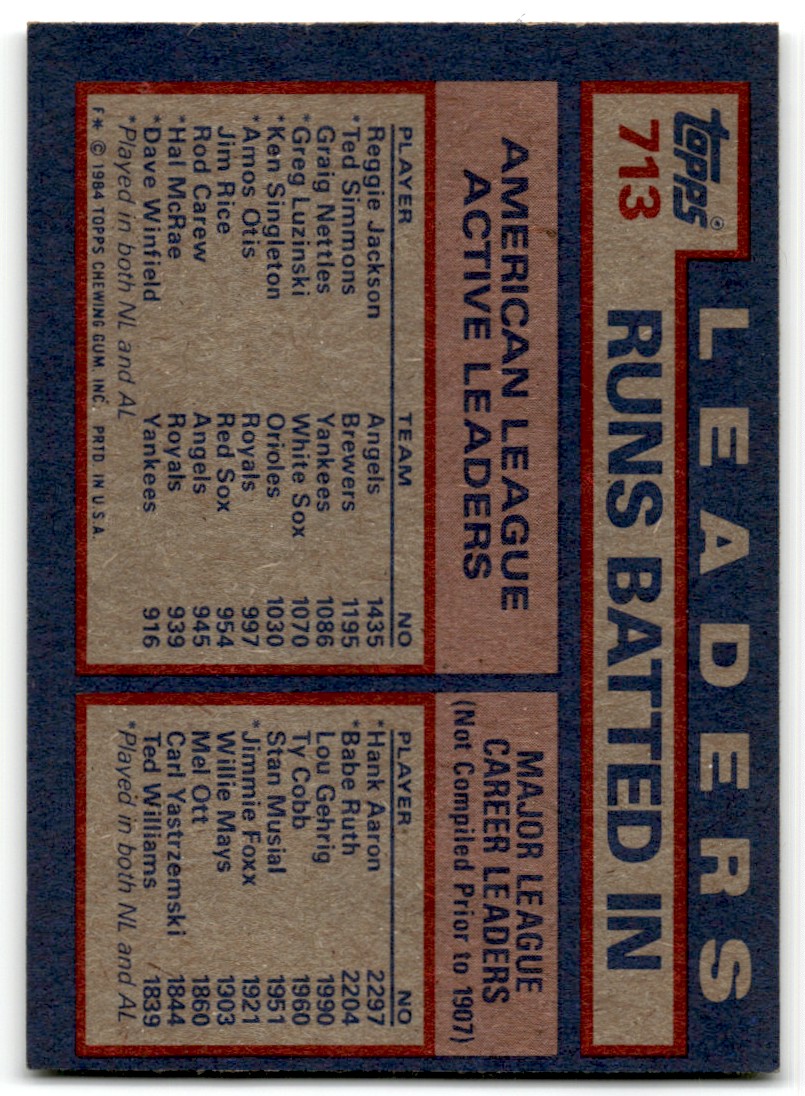 topps®
713
LEADERS
RUNS BATTED IN
AMERICAN LEAGUE
ACTIVE LEADERS
PLAYER TEAM NO
Reggie Jackson Angels 1435
*Ted Simmons Brewers 1195
Graig Nettles Yankees 1086
*Greg Luzinski White Sox 1070
*Ken Singleton Orioles 1030
*Amos Otis Royals 997
Jim Rice Red Sox 954
Rod Carew Angels 945
*Hal McRae Royals 939
*Dave Winfield Yankees 916
*Played in both NL and AL
F* © 1984 TOPPS CHEWING GUM, INC. PRTD IN U.S.A.
MAJOR LEAGUE
CAREER LEADERS
(Not Compiled Prior to 1907)
PLAYER NO
*Hank Aaron 2297
*Babe Ruth 2204
Lou Gehrig 1990
Ty Cobb 1960
Stan Musial 1951
*Jimmie Foxx 1921
Willie Mays 1903
Mel Ott 1860
Carl Yastrzemski 1844
Ted Williams 1839
*Played in both NL and AL